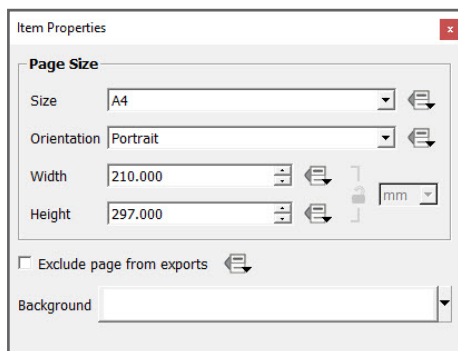 Item Properties
x
Page Size
Size A4
Orientation Portrait
Width 210.000
mm
Height 297.000
Exclude page from exports
Background